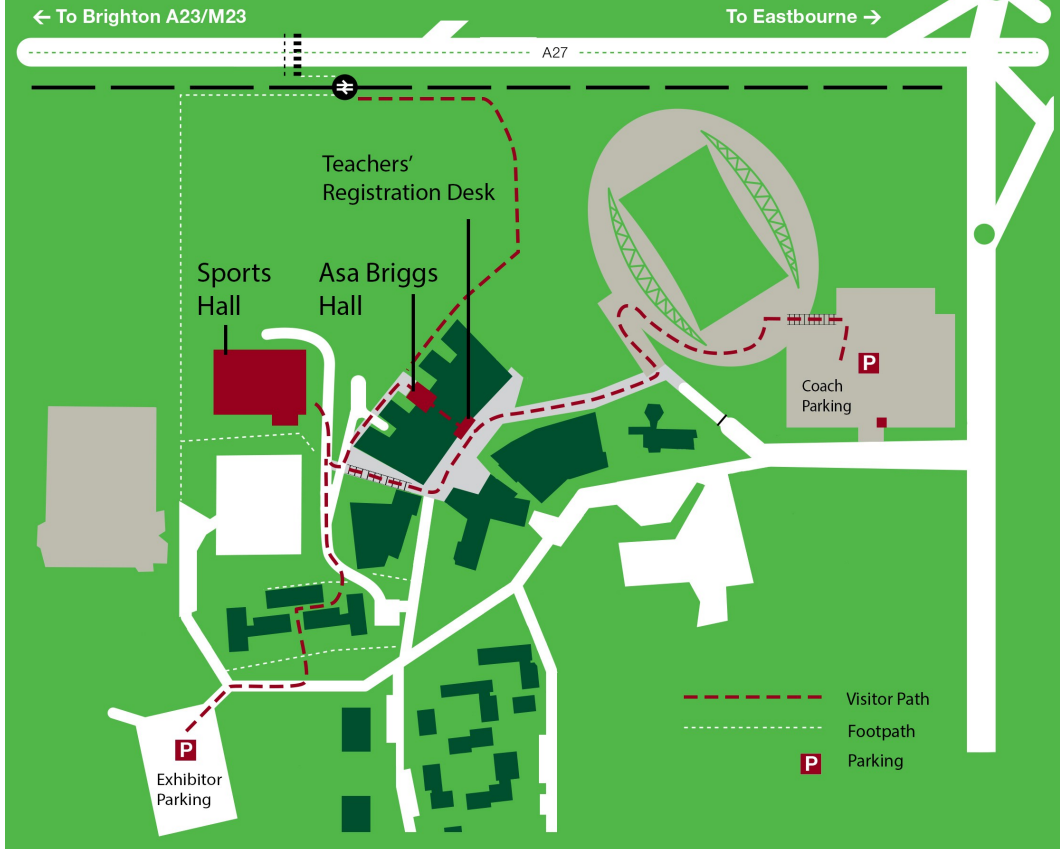 ← To Brighton A23/M23
To Eastbourne →
A27
Teachers’
Registration Desk
Sports
Hall
Asa Briggs
Hall
P
Coach
Parking
P
Exhibitor
Parking
Visitor Path
Footpath
P Parking